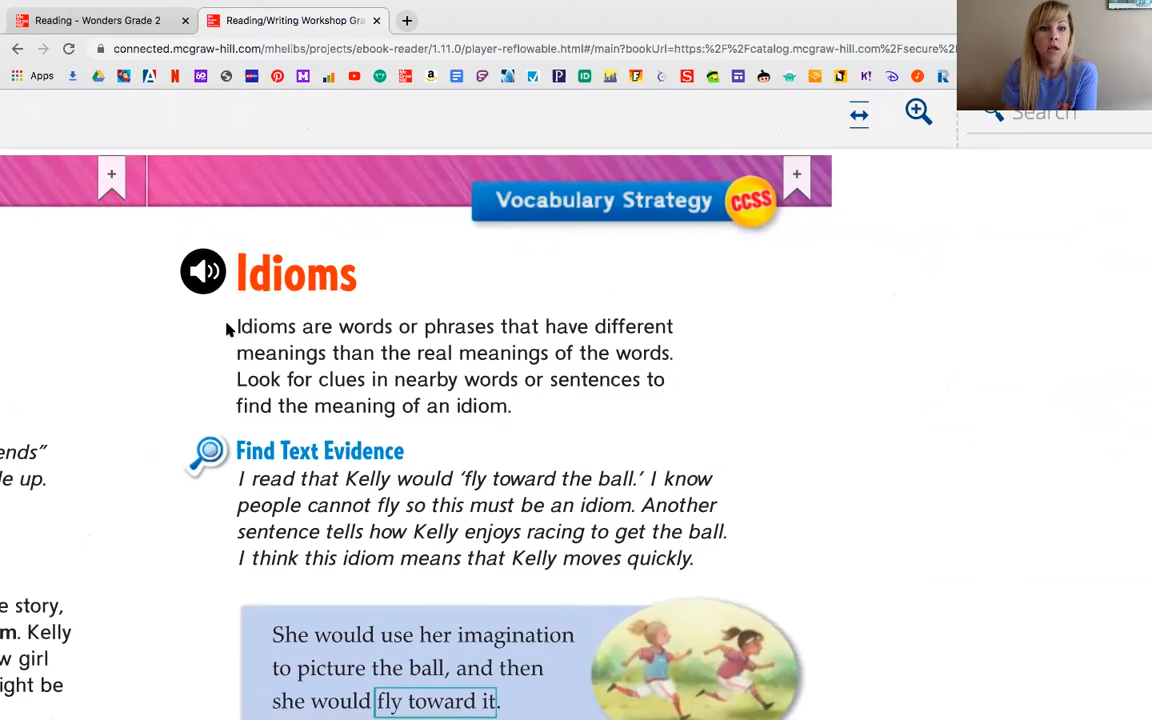 Reading - Wonders Grade 2
Reading/Writing Workshop Gra
connected.mcgraw-hill.com/mhelibs/projects/ebook-reader/1.11.0/player-reflowable.html#/main?bookUrl=https:%2F%2Fcatalog.mcgraw-hill.com%2Fsecure%2F
Apps
Search
Vocabulary Strategy CCSS
Idioms
Idioms are words or phrases that have different
meanings than the real meanings of the words.
Look for clues in nearby words or sentences to
find the meaning of an idiom.
ends”
le up.
Find Text Evidence
I read that Kelly would ‘fly toward the ball.’ I know
people cannot fly so this must be an idiom. Another
sentence tells how Kelly enjoys racing to get the ball.
I think this idiom means that Kelly moves quickly.
e story,
m. Kelly
w girl
ight be
She would use her imagination
to picture the ball, and then
she would fly toward it.